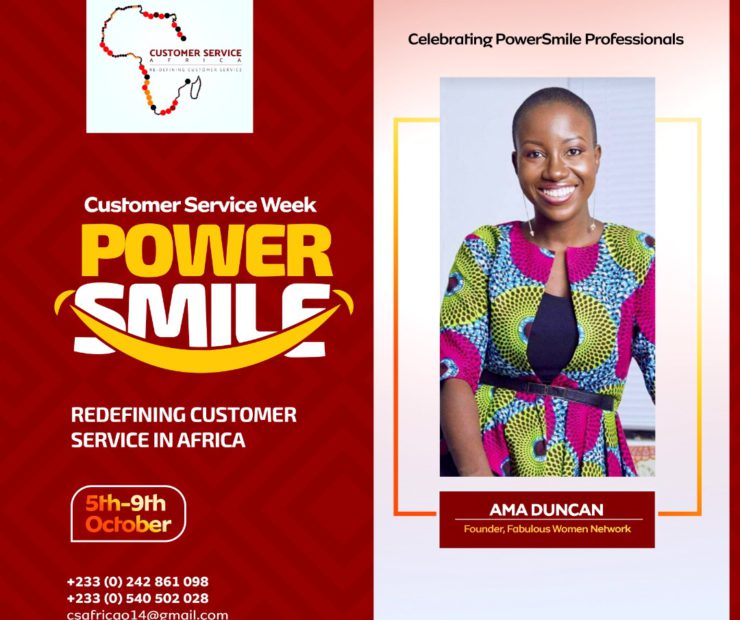 CUSTOMER SERVICE
AFRICA
RE-DEFINING CUSTOMER SERVICE
Customer Service Week
POWER
SMILE
REDEFINING CUSTOMER
SERVICE IN AFRICA
5th-9th
October
+233 (0) 242 861 098
+233 (0) 540 502 028
csafricao14@gmail.com
Celebrating PowerSmile Professionals
AMA DUNCAN
Founder, Fabulous Women Network